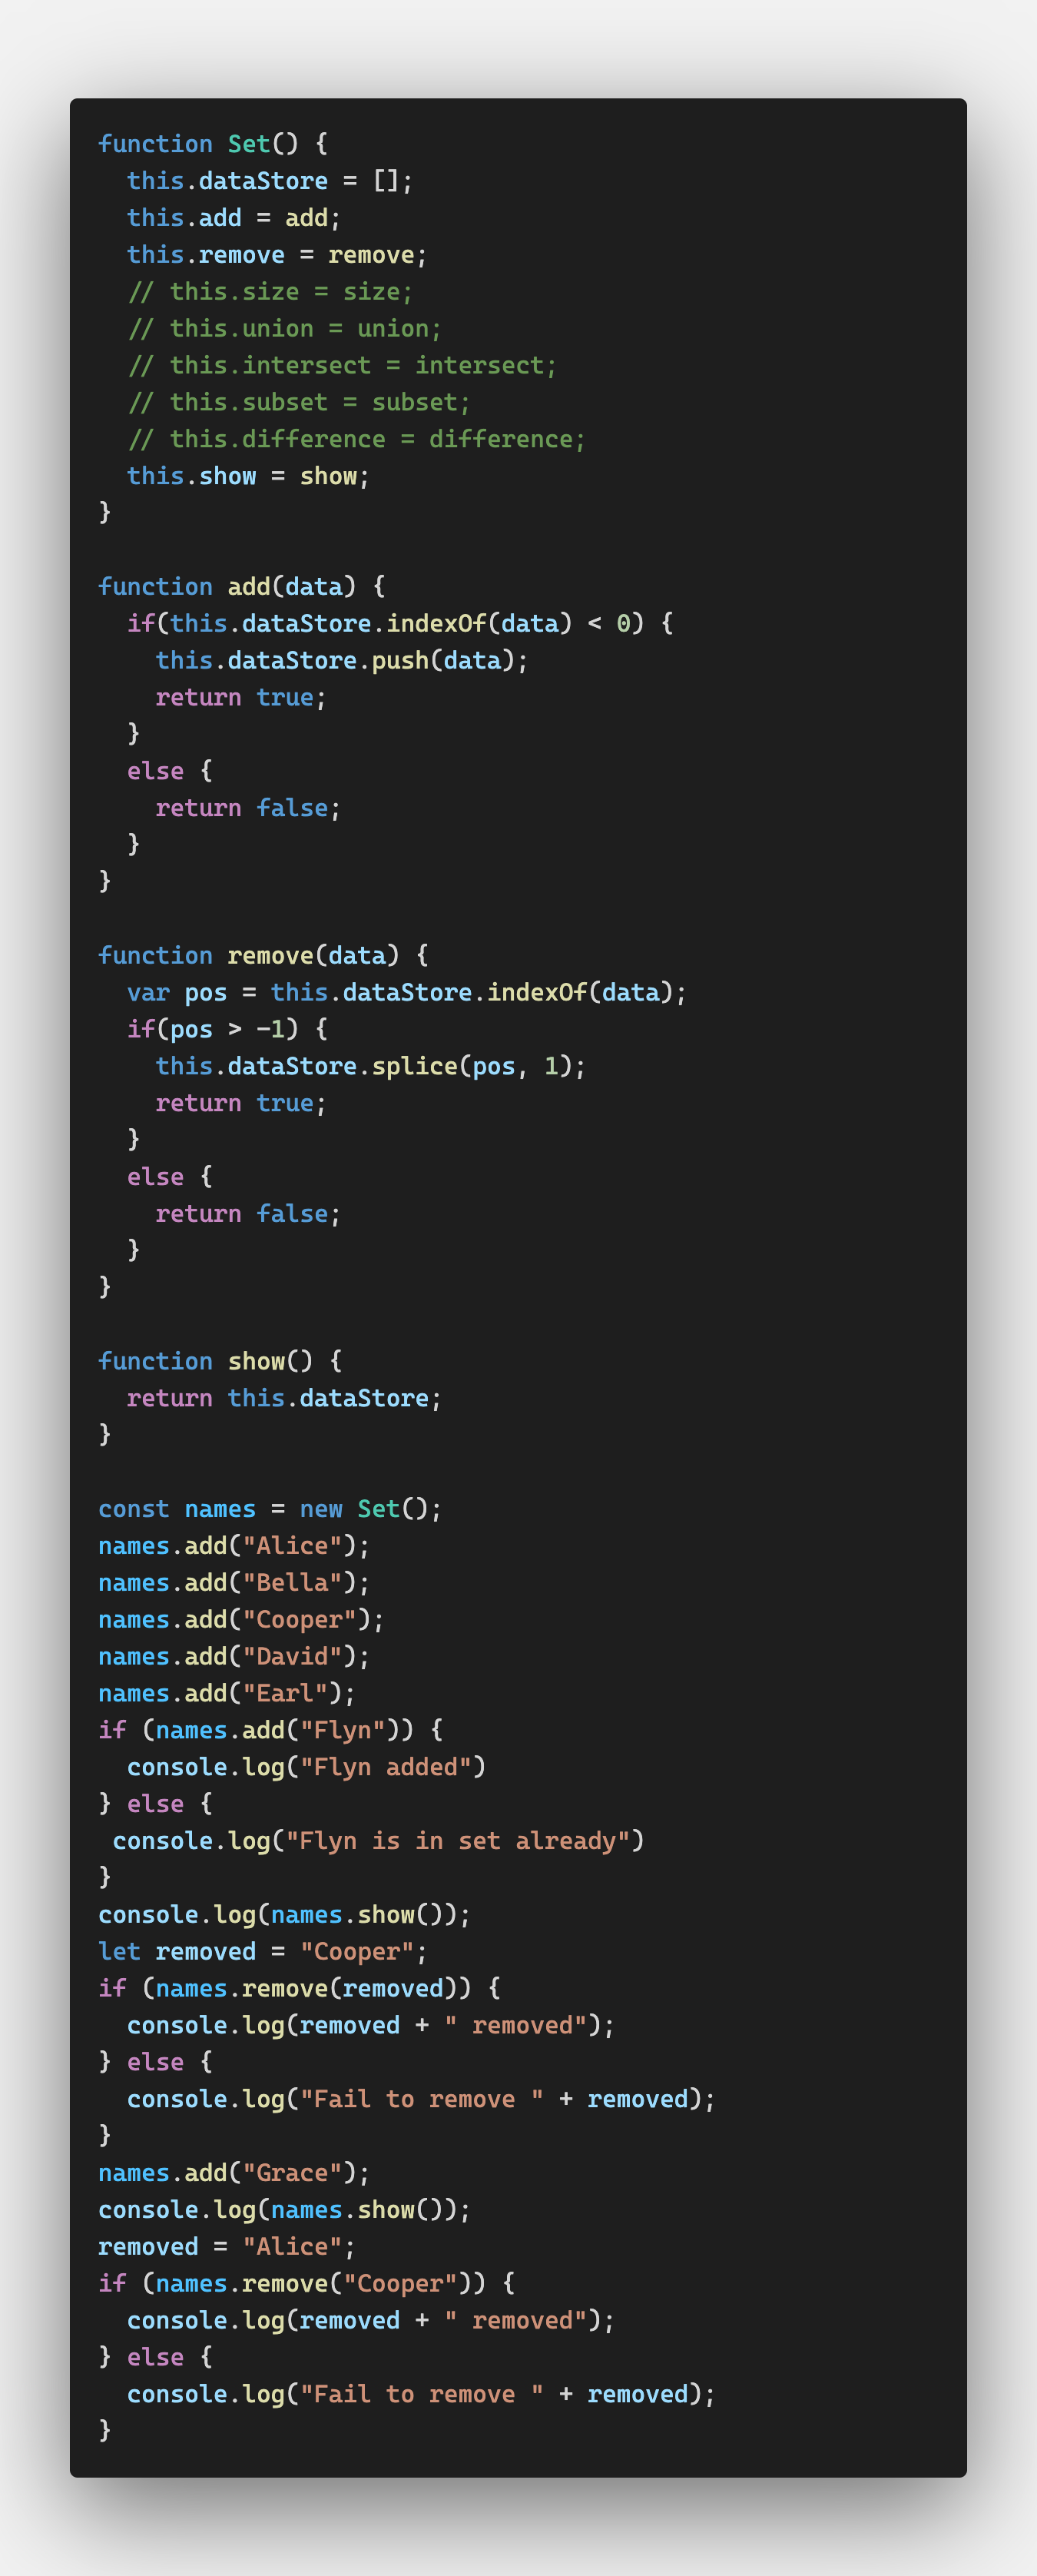 function Set() {
  this.dataStore = [];
  this.add = add;
  this.remove = remove;
  // this.size = size;
  // this.union = union;
  // this.intersect = intersect;
  // this.subset = subset;
  // this.difference = difference;
  this.show = show;
}

function add(data) {
  if(this.dataStore.indexOf(data) < 0) {
    this.dataStore.push(data);
    return true;
  }
  else {
    return false;
  }
}

function remove(data) {
  var pos = this.dataStore.indexOf(data);
  if(pos > -1) {
    this.dataStore.splice(pos, 1);
    return true;
  }
  else {
    return false;
  }
}

function show() {
  return this.dataStore;
}

const names = new Set();
names.add("Alice");
names.add("Bella");
names.add("Cooper");
names.add("David");
names.add("Earl");
if (names.add("Flyn")) {
  console.log("Flyn added")
} else {
 console.log("Flyn is in set already")
}
console.log(names.show());
let removed = "Cooper";
if (names.remove(removed)) {
  console.log(removed + " removed");
} else {
  console.log("Fail to remove " + removed);
}
names.add("Grace");
console.log(names.show());
removed = "Alice";
if (names.remove("Cooper")) {
  console.log(removed + " removed");
} else {
  console.log("Fail to remove " + removed);
}